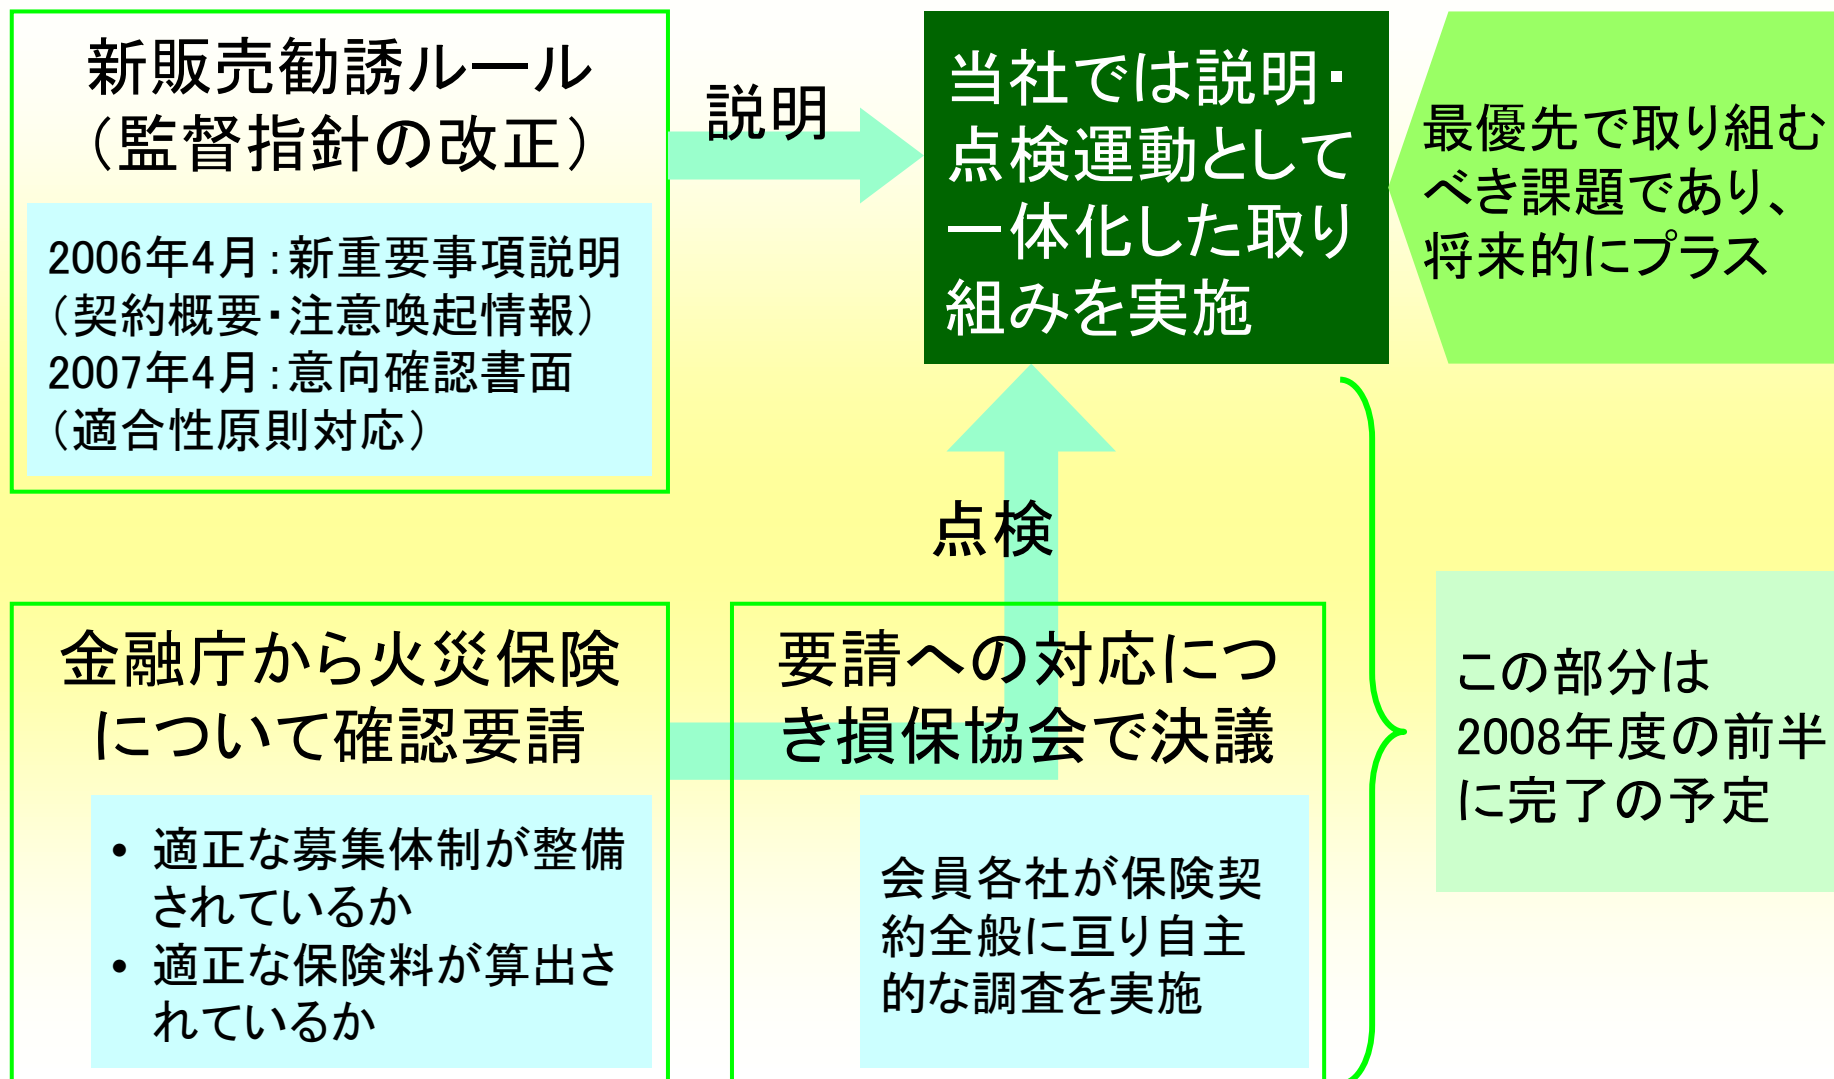 新販売勧誘ルール
（監督指針の改正）
2006年4月：新重要事項説明
（契約概要・注意喚起情報）
2007年4月：意向確認書面
（適合性原則対応）
説明
当社では説明・
点検運動として
一体化した取り
組みを実施
最優先で取り組む
べき課題であり、
将来的にプラス
点検
金融庁から火災保険
について確認要請
• 適正な募集体制が整備
されているか
• 適正な保険料が算出さ
れているか
要請への対応につ
き損保協会で決議
会員各社が保険契
約全般に亘り自主
的な調査を実施
この部分は
2008年度の前半
に完了の予定